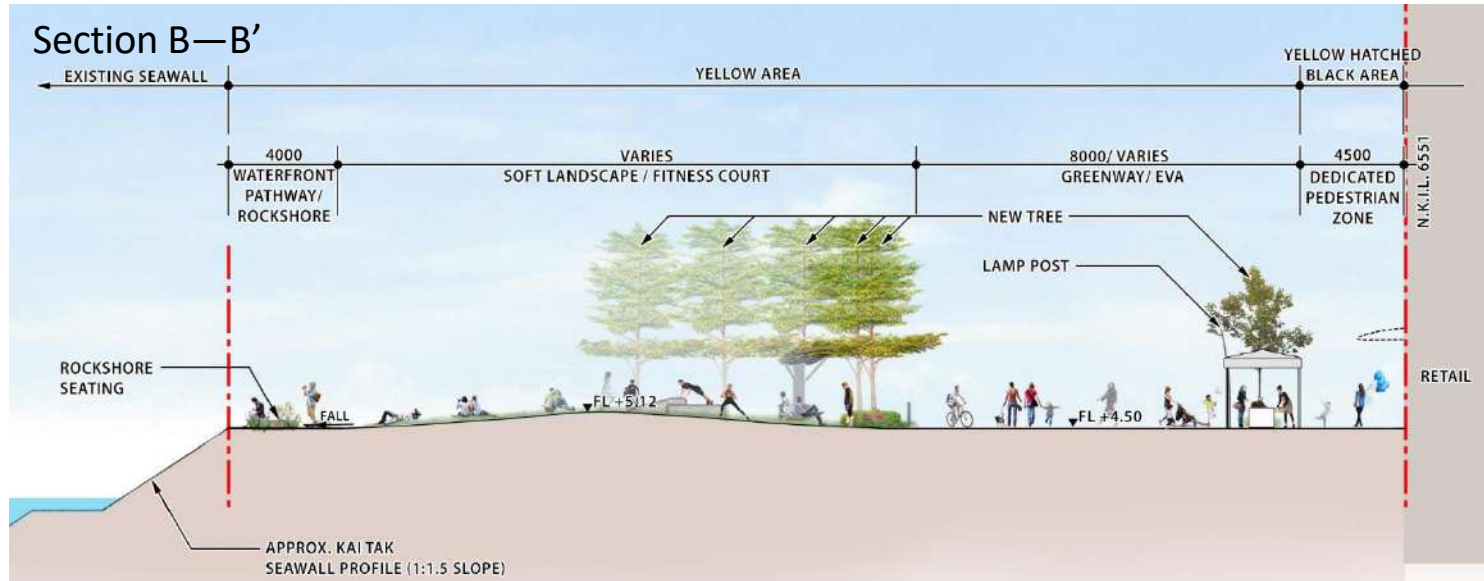 Section B—B’
EXISTING SEAWALL
YELLOW AREA
YELLOW HATCHED
BLACK AREA
4000
WATERFRONT
PATHWAY/
ROCKSHORE
VARIES
SOFT LANDSCAPE / FITNESS COURT
8000/ VARIES
GREENWAY/ EVA
4500
DEDICATED
PEDESTRIAN
ZONE
N.K.I.L. 6551
NEW TREE
LAMP POST
ROCKSHORE
SEATING
FALL
FL +5.12
FL +4.50
RETAIL
APPROX. KAI TAK
SEAWALL PROFILE (1:1.5 SLOPE)